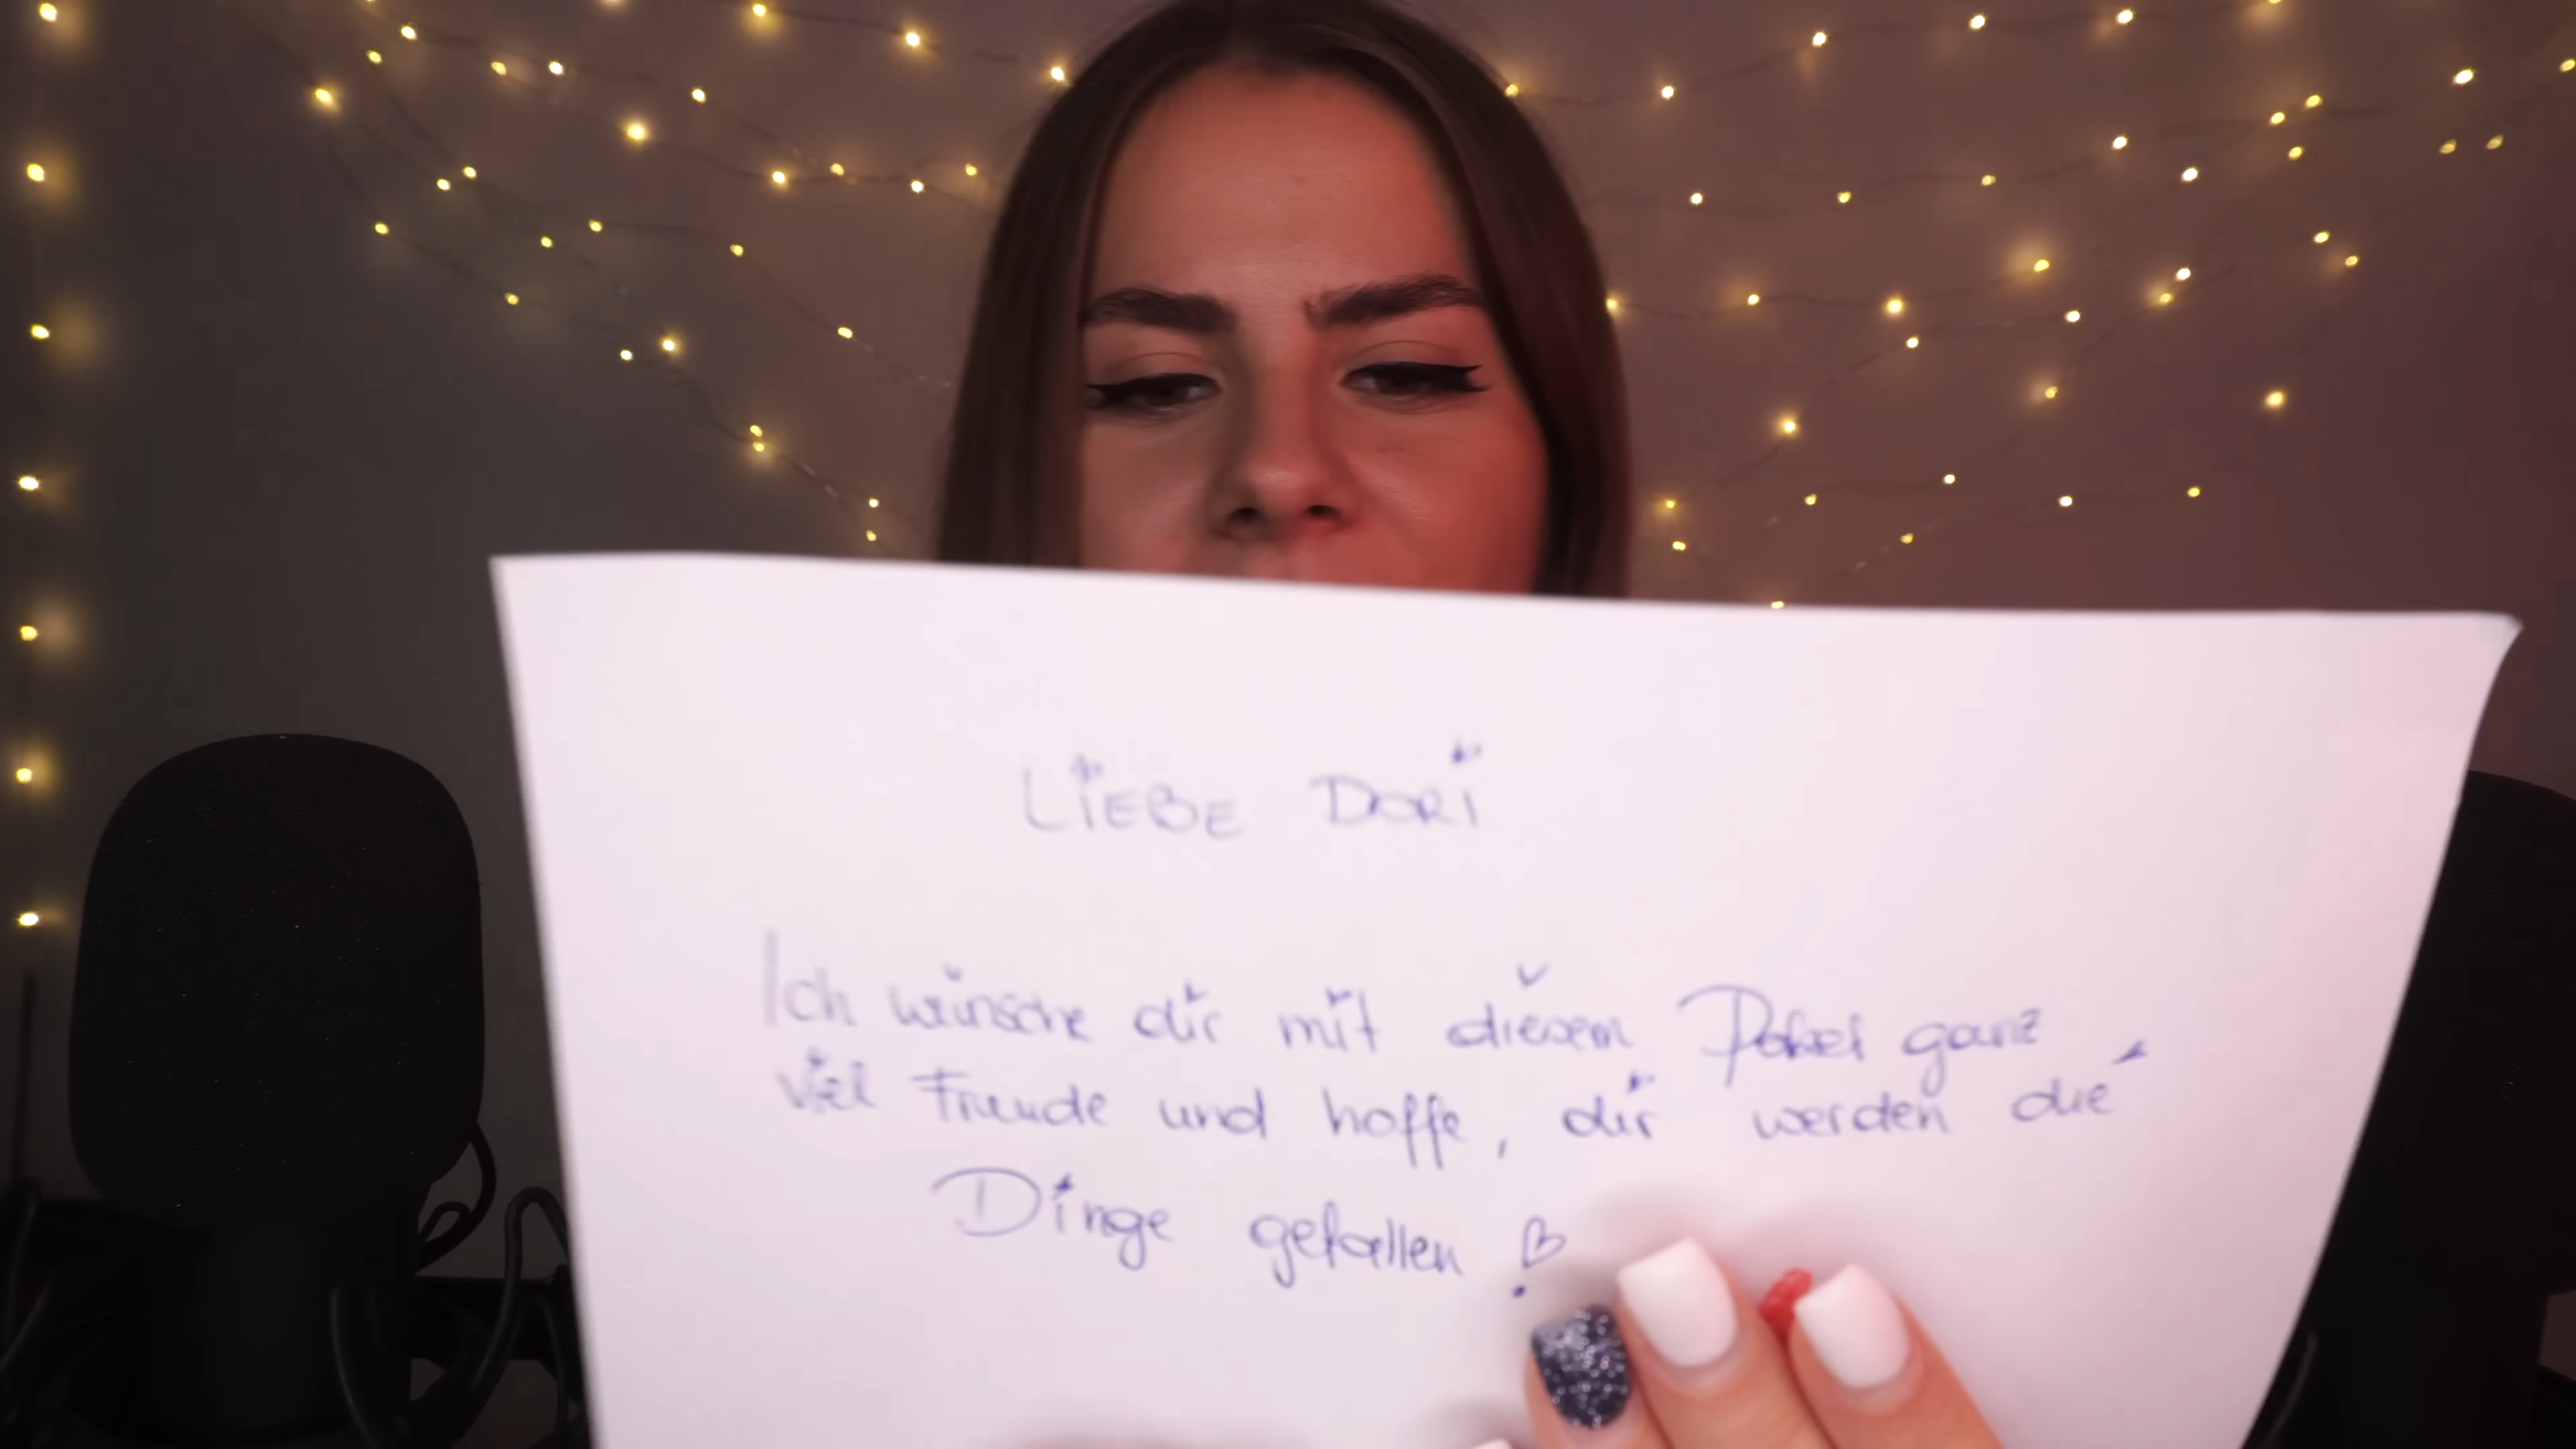 LIEBE DORI
Ich wünsche dir mit diesem Paket ganz
viel Freude und hoffe, dir werden die
Dinge gefallen